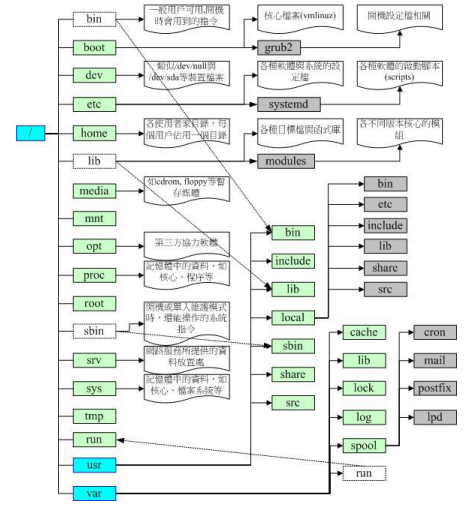 bin
一般用戶可用,開機
時會用到的指令
核心檔案(vmlinuz)
開機設定檔相關
boot
grub2
dev
類似/dev/null與
/dev/sda等裝置檔案
各種軟體與系統的設
定檔
各種軟體的啟動腳本
(scripts)
etc
systemd
/
home
各使用者家目錄,每
個用戶佔用一個目錄
各種目標檔與函式庫
各不同版本核心的模
組
lib
modules
media
如cdrom, floppy等暫
存媒體
mnt
opt
第三方協力軟體
proc
記憶體中的資料,如
核心、程序等
root
sbin
開機或單人維護模式
時,還能操作的系統
指令
srv
網路服務所提供的資
料放置處
sys
記憶體中的資料,如
核心、檔案系統等
tmp
run
usr
var
bin
include
lib
local
sbin
share
src
bin
etc
include
lib
share
src
cache
lib
lock
log
spool
run
cron
mail
postfix
lpd